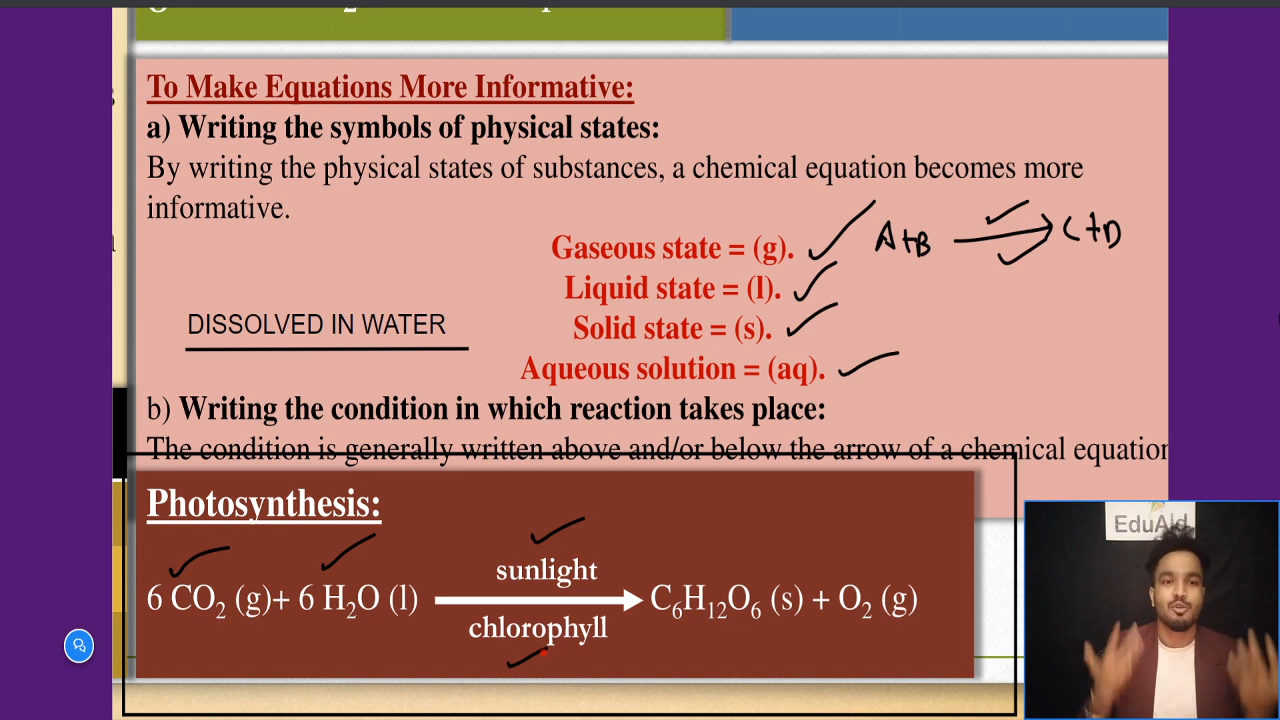 To Make Equations More Informative:
a) Writing the symbols of physical states:
By writing the physical states of substances, a chemical equation becomes more
informative.
Gaseous state = (g).
A+B → C+D
Liquid state = (l).
DISSOLVED IN WATER
Solid state = (s).
Aqueous solution = (aq).
b) Writing the condition in which reaction takes place:
The condition is generally written above and/or below the arrow of a chemical equation
Photosynthesis:
sunlight
6 CO₂ (g)+ 6 H₂O (l) → C₆H₁₂O₆ (s) + O₂ (g)
chlorophyll
EduAid